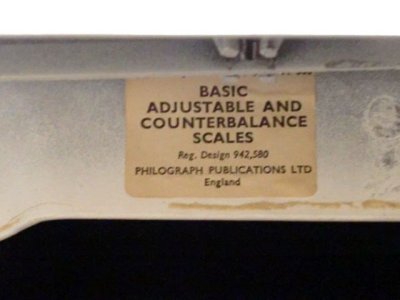 BASIC
ADJUSTABLE AND
COUNTERBALANCE
SCALES
Reg. Design 942,580
PHILOGRAPH PUBLICATIONS LTD
England